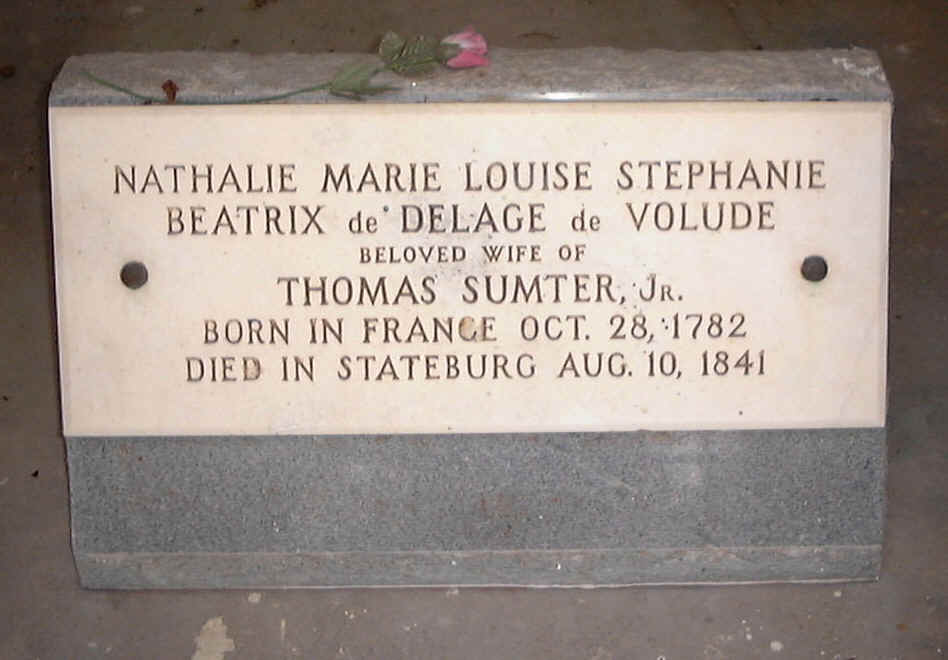 NATHALIE MARIE LOUISE STEPHANIE
BEATRIX de DELAGE de VOLUDE
BELOVED WIFE OF
THOMAS SUMTER, JR.
BORN IN FRANCE OCT. 28, 1782
DIED IN STATEBURG AUG. 10, 1841